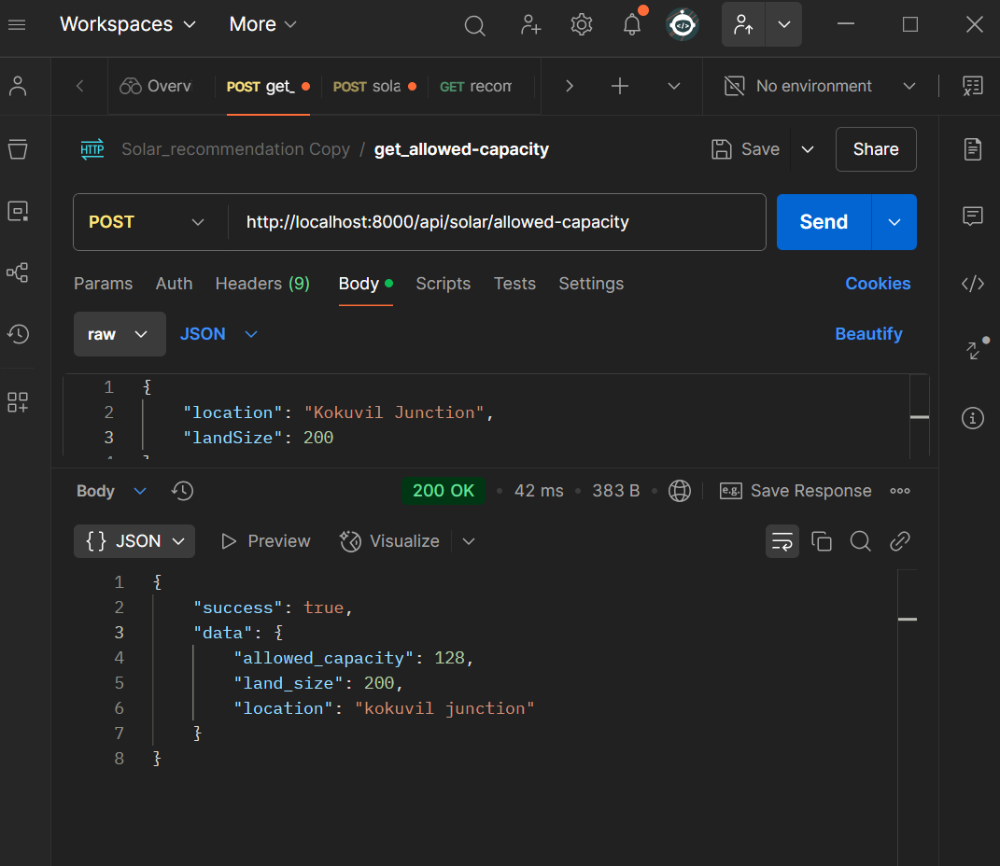 Workspaces More
Overv POST get_ POST sola GET recom No environment
HTTP Solar_recommendation Copy / get_allowed-capacity Save Share
POST http://localhost:8000/api/solar/allowed-capacity Send
Params Auth Headers (9) Body Scripts Tests Settings Cookies
raw JSON Beautify
1 {
2 "location": "Kokuvil Junction",
3 "landSize": 200
Body 200 OK 42 ms 383 B e.g. Save Response
{} JSON Preview Visualize
1 {
2 "success": true,
3 "data": {
4 "allowed_capacity": 128,
5 "land_size": 200,
6 "location": "kokuvil junction"
7 }
8 }